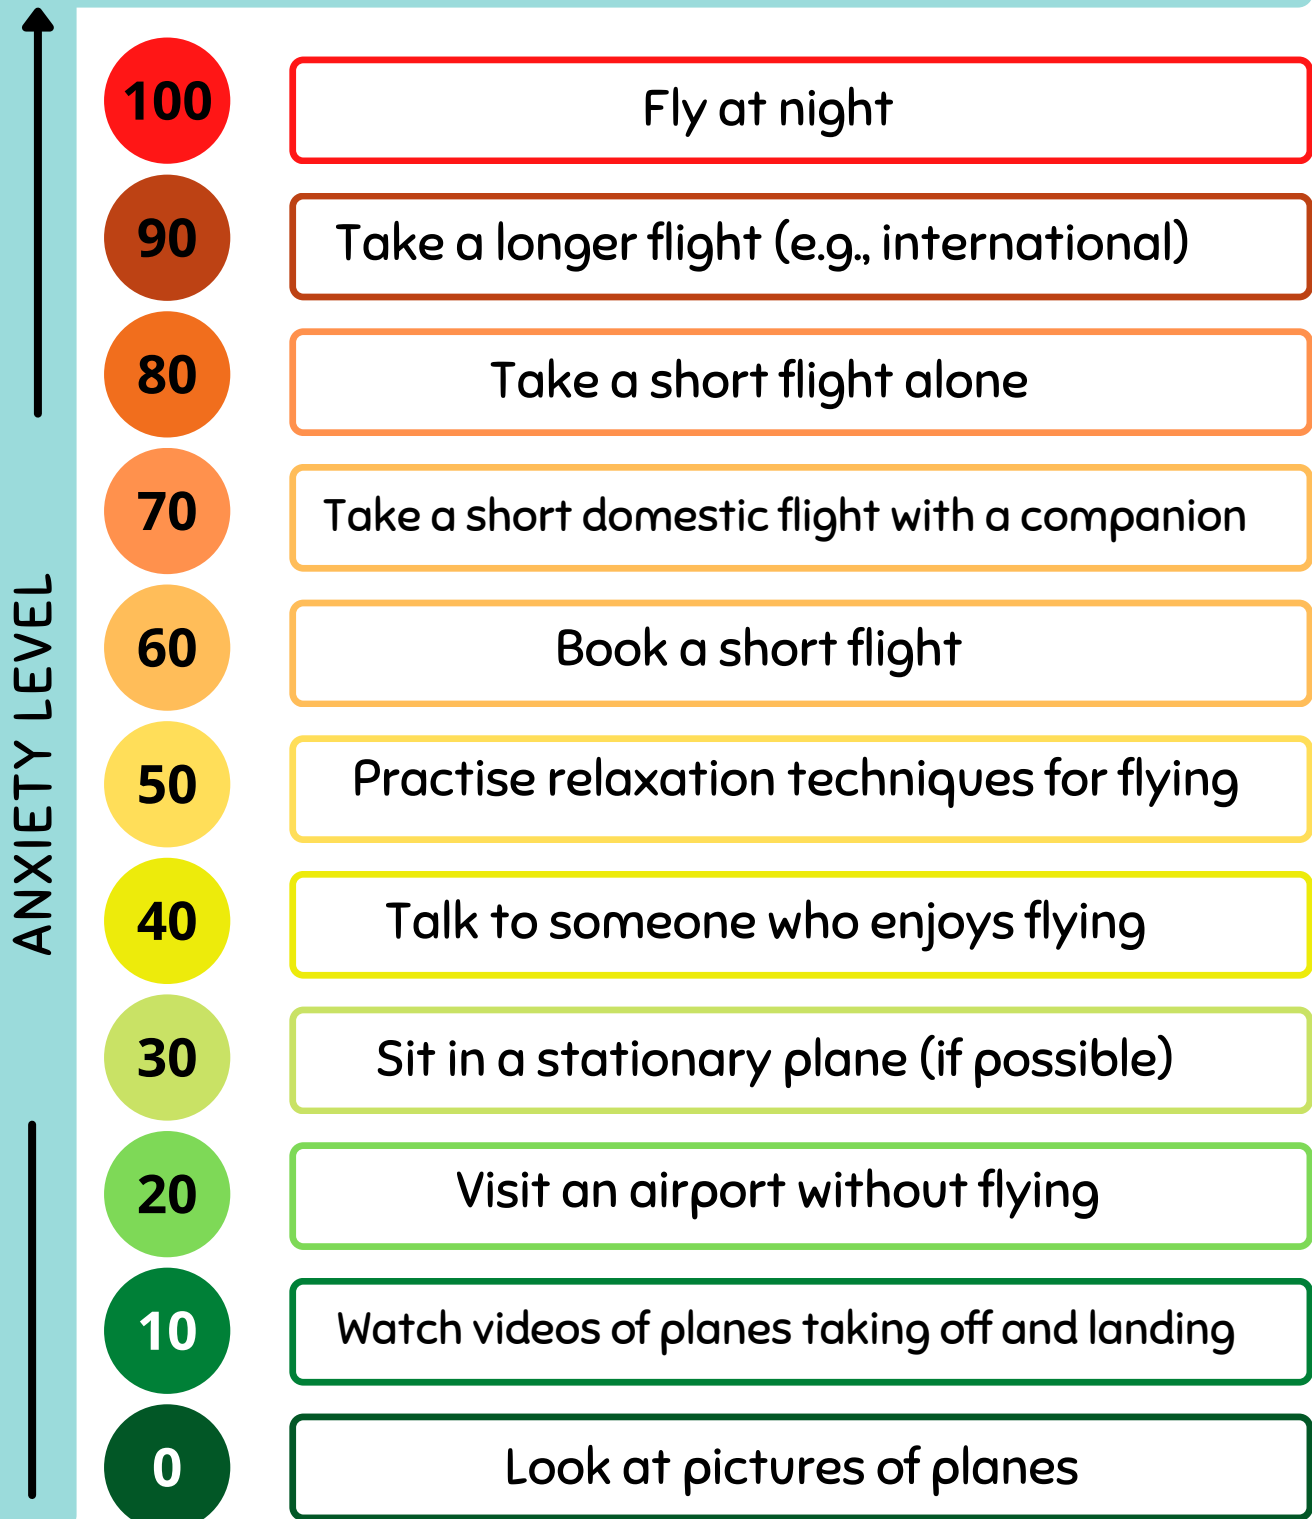 100
Fly at night
90
Take a longer flight (e.g., international)
80
Take a short flight alone
70
Take a short domestic flight with a companion
60
Book a short flight
50
Practise relaxation techniques for flying
40
Talk to someone who enjoys flying
30
Sit in a stationary plane (if possible)
20
Visit an airport without flying
10
Watch videos of planes taking off and landing
0
Look at pictures of planes
ANXIETY LEVEL